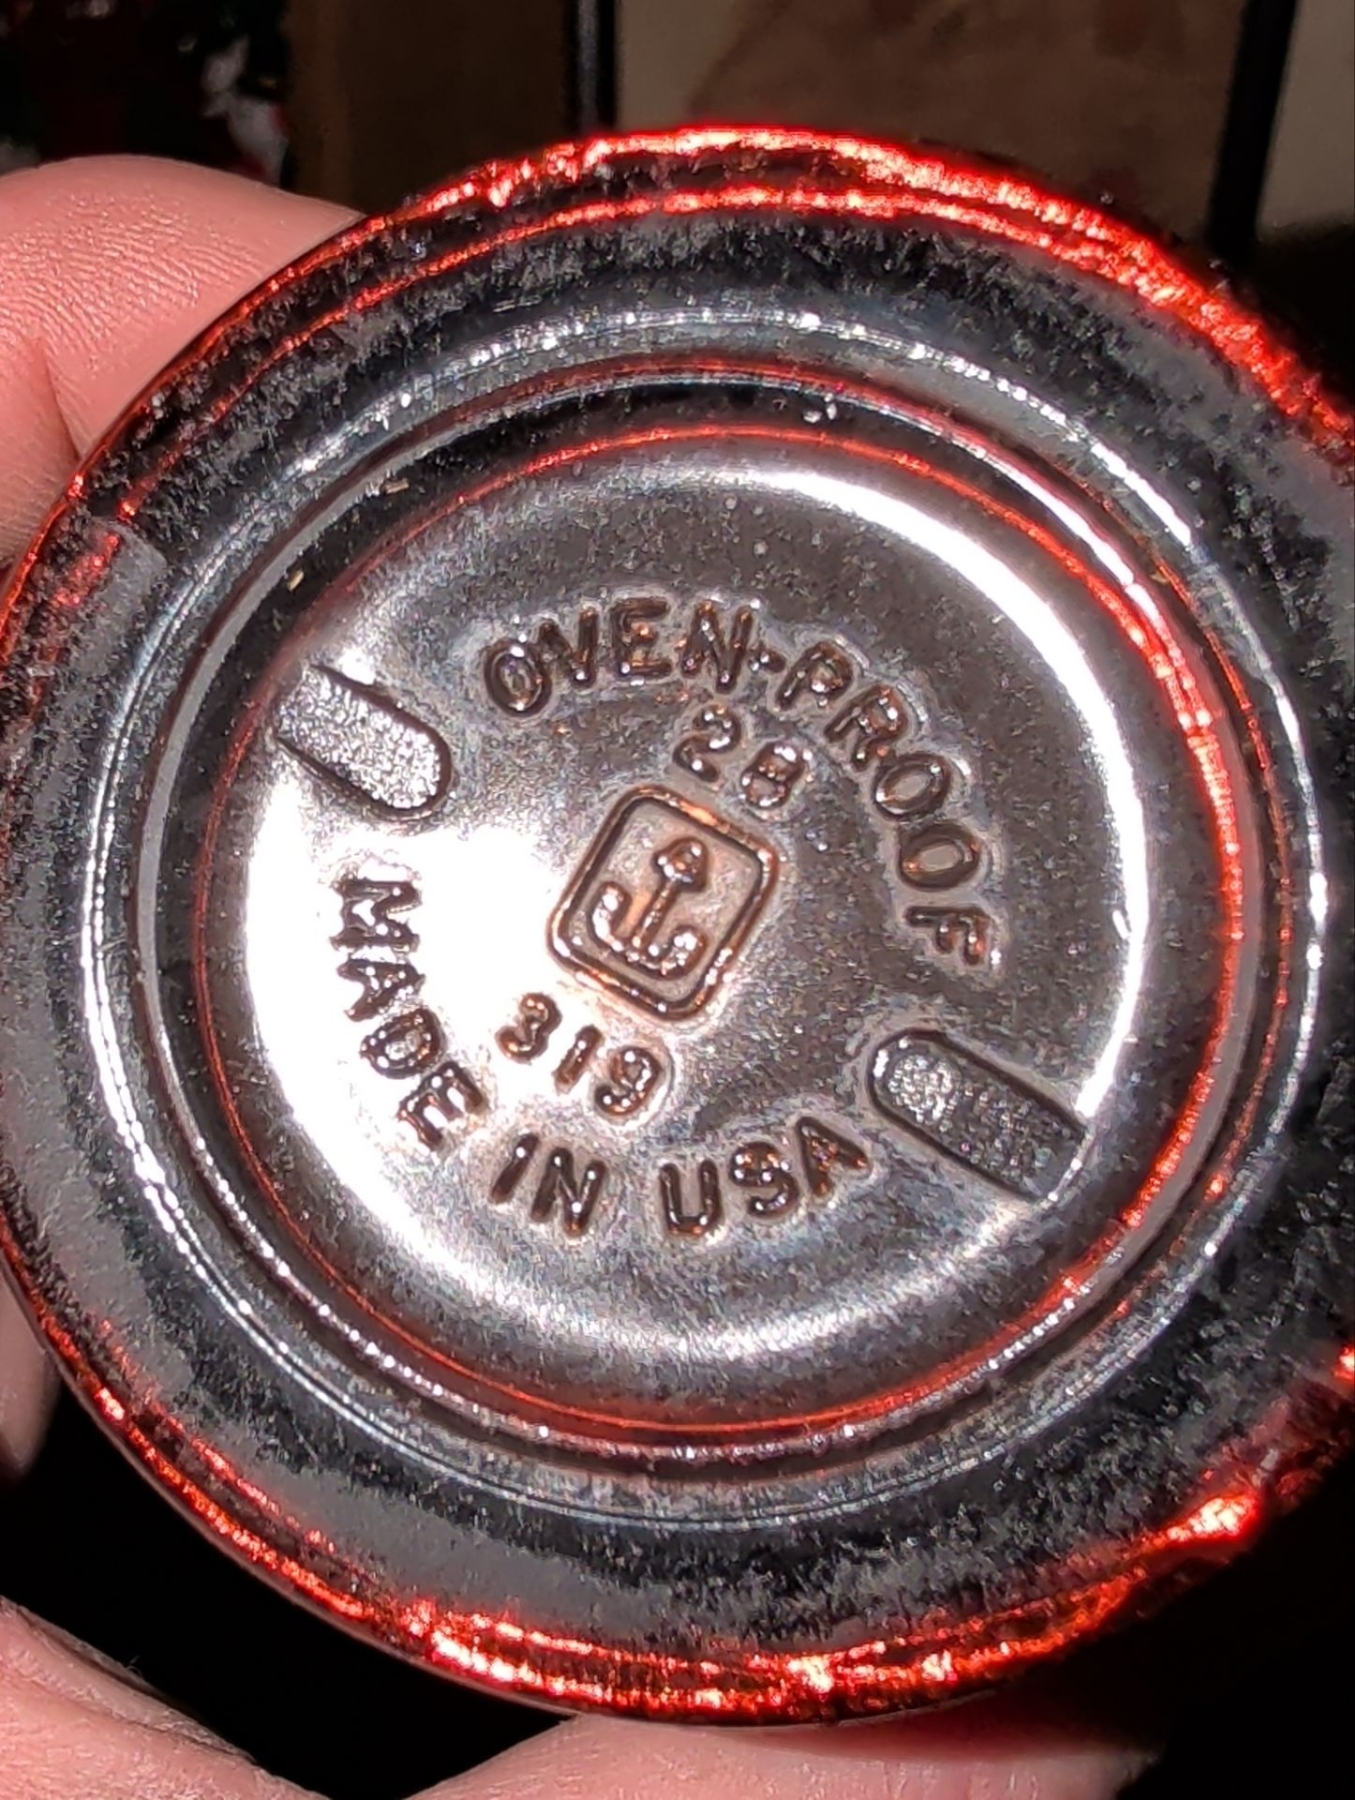 OVEN-PROOF
28
319
MADE IN USA